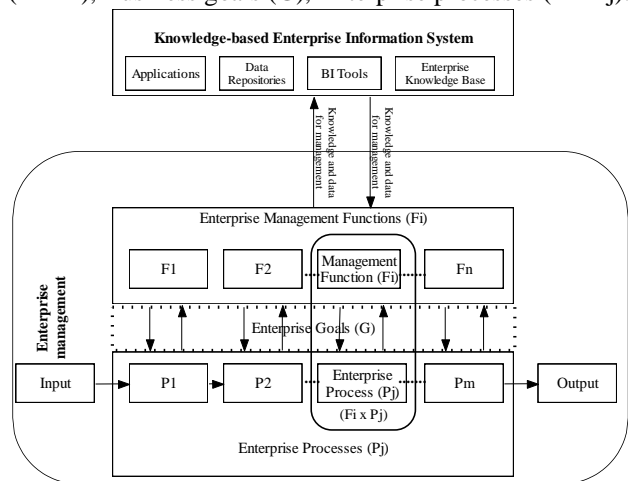 Knowledge-based Enterprise Information System
Applications
Data
Repositories
BI Tools
Enterprise
Knowledge Base
Knowledge and data
for management
Knowledge and data
for management
Enterprise Management Functions (Fi)
F1
F2
Management
Function (Fi)
Fn
Enterprise
management
Enterprise Goals (G)
Input
P1
P2
Enterprise
Process (Pj)
Pm
Output
(Fi x Pj)
Enterprise Processes (Pj)